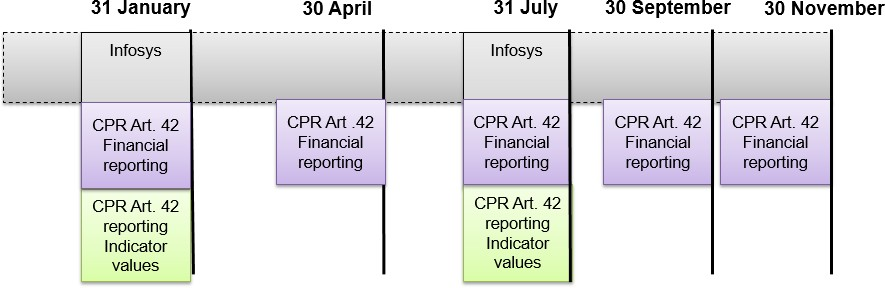 31 January
30 April
31 July
30 September
30 November
Infosys
Infosys
CPR Art. 42
Financial
reporting
CPR Art .42
Financial
reporting
CPR Art. 42
Financial
reporting
CPR Art. 42
Financial
reporting
CPR Art. 42
Financial
reporting
CPR Art. 42
reporting
Indicator
values
CPR Art. 42
reporting
Indicator
values